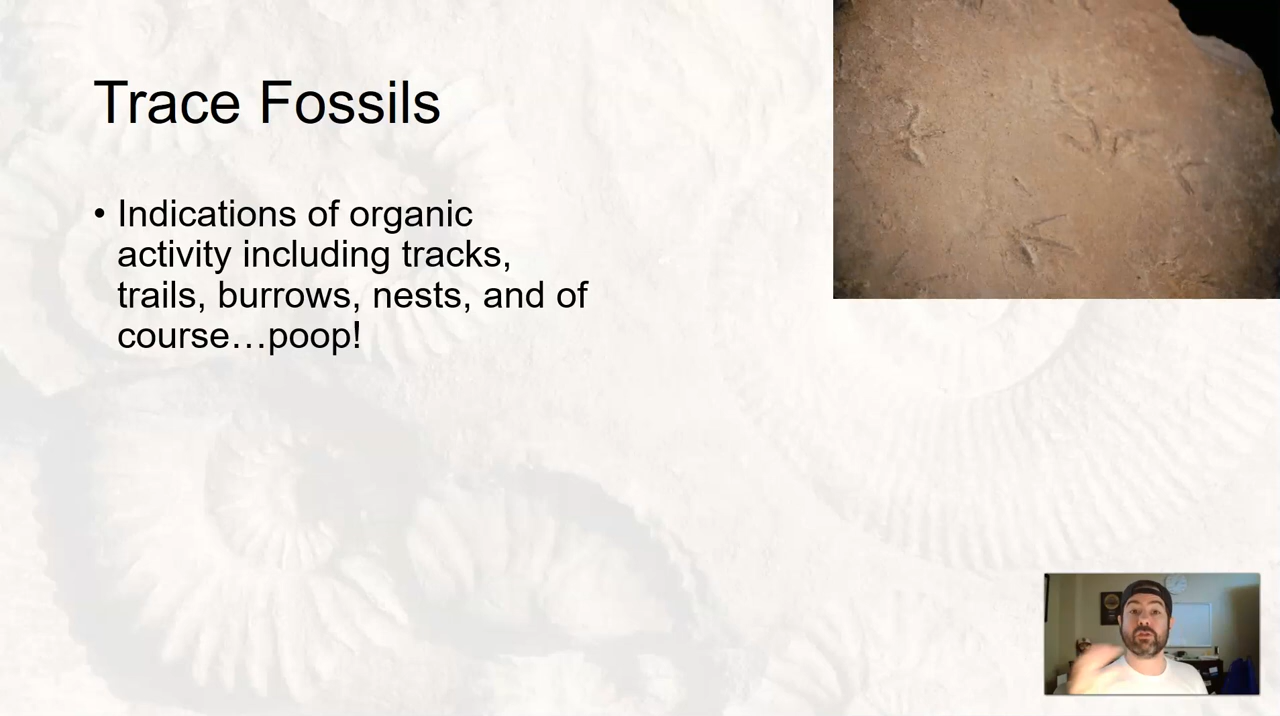 Trace Fossils
• Indications of organic
activity including tracks,
trails, burrows, nests, and of
course…poop!